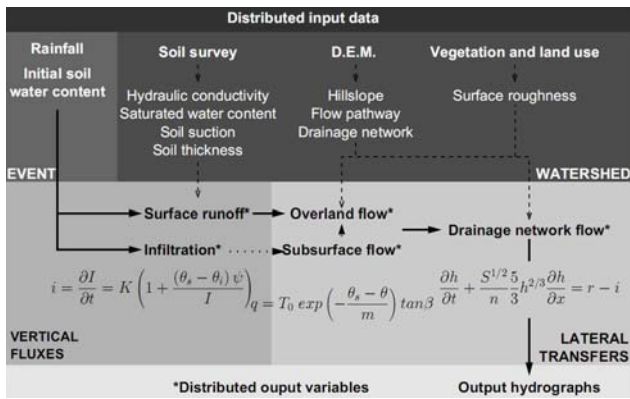 Distributed input data
Rainfall
Initial soil
water content
Soil survey
Hydraulic conductivity
Saturated water content
Soil suction
Soil thickness
D.E.M.
Hillslope
Flow pathway
Drainage network
Vegetation and land use
Surface roughness
EVENT
WATERSHED
Surface runoff*
Overland flow*
Drainage network flow*
Infiltration*
Subsurface flow*
i = ∂I/∂t = K (1 + (θs − θi) ψ / I)
q = T₀ exp (− (θs − θ) / m) tanβ
∂h/∂t + S^{1/2}/n 5/3 h^{2/3} ∂h/∂x = r − i
VERTICAL
FLUXES
LATERAL
TRANSFERS
*Distributed ouput variables
Output hydrographs